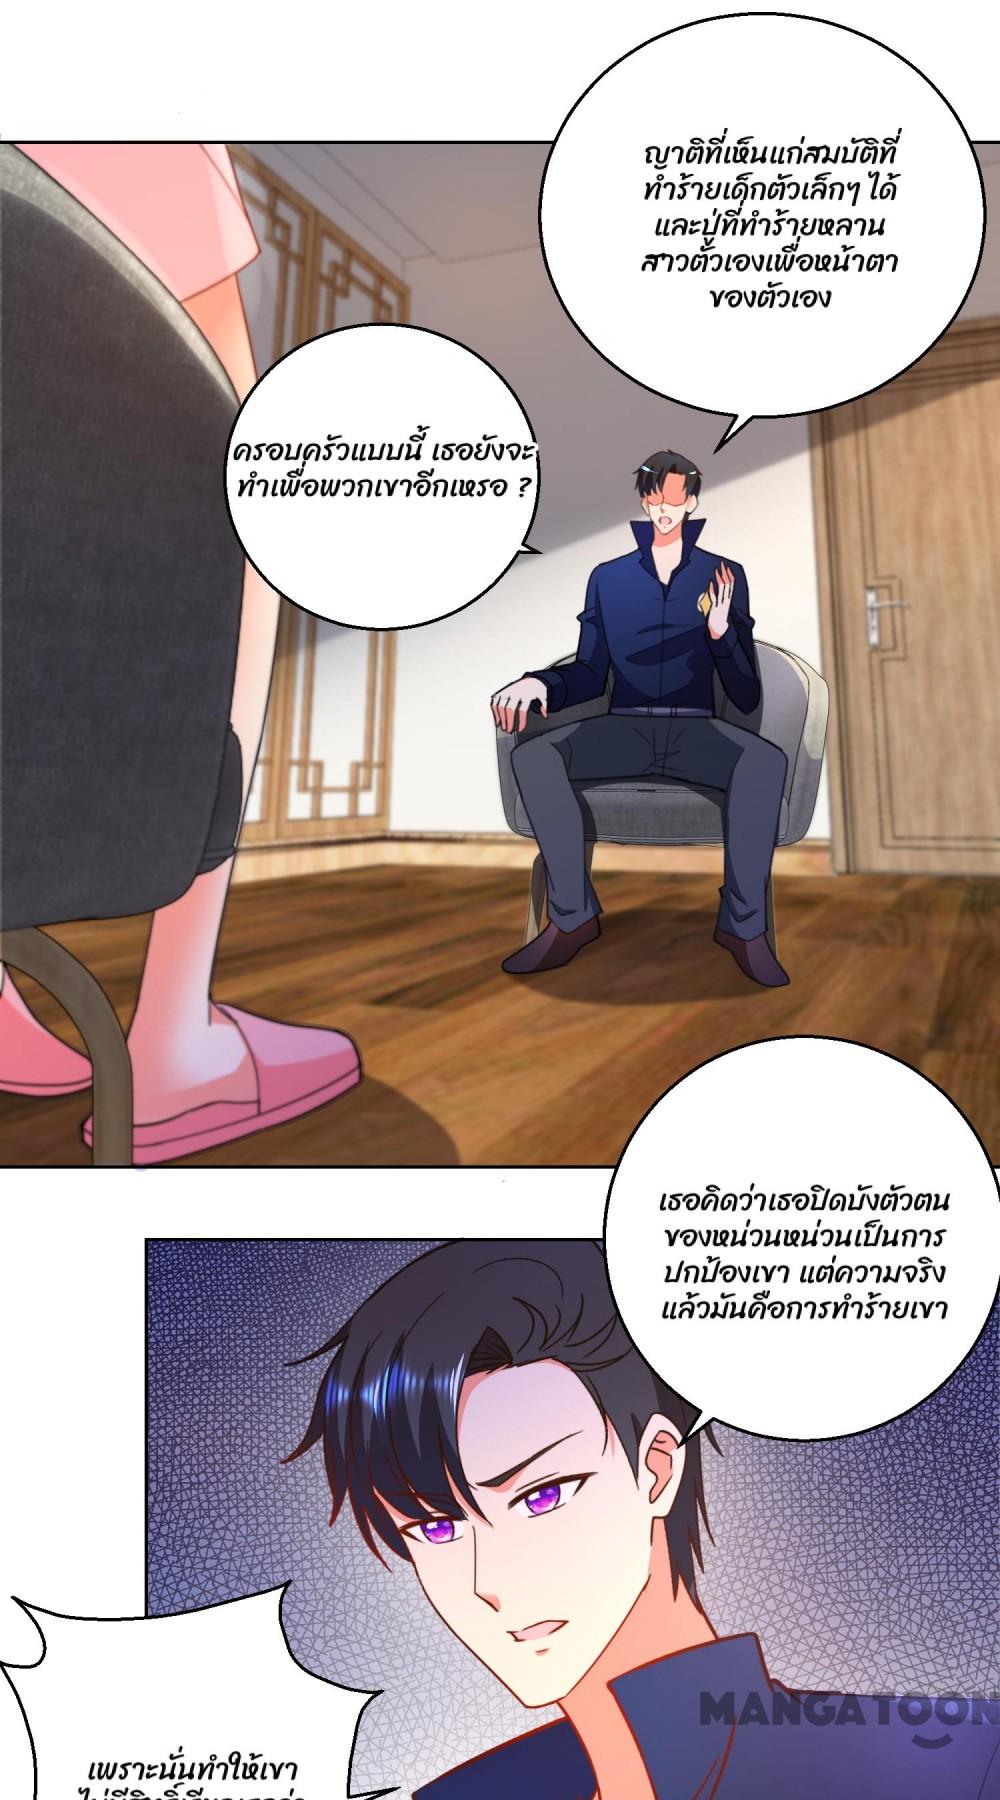 ญาติที่เห็นแก่สมบัติที่
ทำร้ายเด็กตัวเล็กๆ ได้
และปู่ที่ทำร้ายหลาน
สาวตัวเองเพื่อหน้าตา
ของตัวเอง
ครอบครัวแบบนี้ เธอยังจะ
ทำเพื่อพวกเขาอีกเหรอ ?
เธอคิดว่าเธอปิดบังตัวตน
ของหน่วนหน่วนเป็นการ
ปกป้องเขา แต่ความจริง
แล้วมันคือการทำร้ายเขา
MANGATOON
เพราะนั่นทำให้เขา